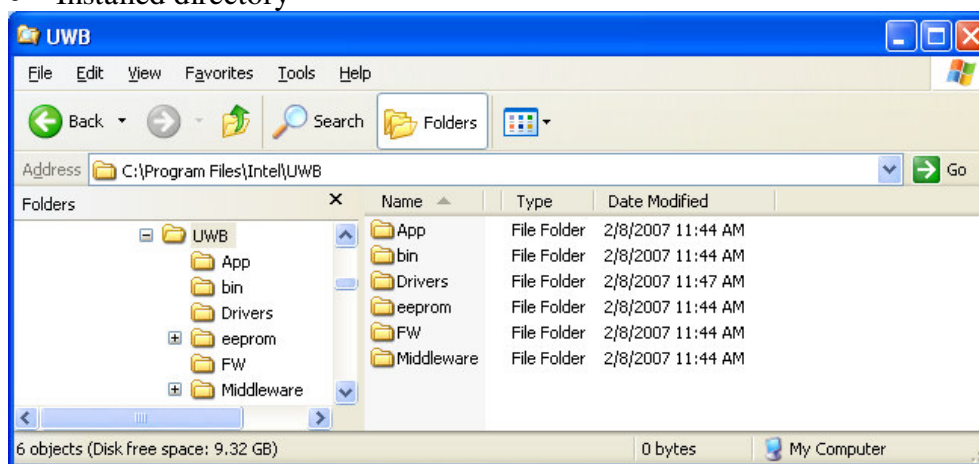 • Installed directory
UWB
File Edit View Favorites Tools Help
Back Search Folders
Address C:\Program Files\Intel\UWB Go
Folders x Name Type Date Modified
UWB
App
bin
Drivers
eeprom
FW
Middleware
App File Folder 2/8/2007 11:44 AM
bin File Folder 2/8/2007 11:44 AM
Drivers File Folder 2/8/2007 11:47 AM
eeprom File Folder 2/8/2007 11:44 AM
FW File Folder 2/8/2007 11:44 AM
Middleware File Folder 2/8/2007 11:44 AM
6 objects (Disk free space: 9.32 GB) 0 bytes My Computer